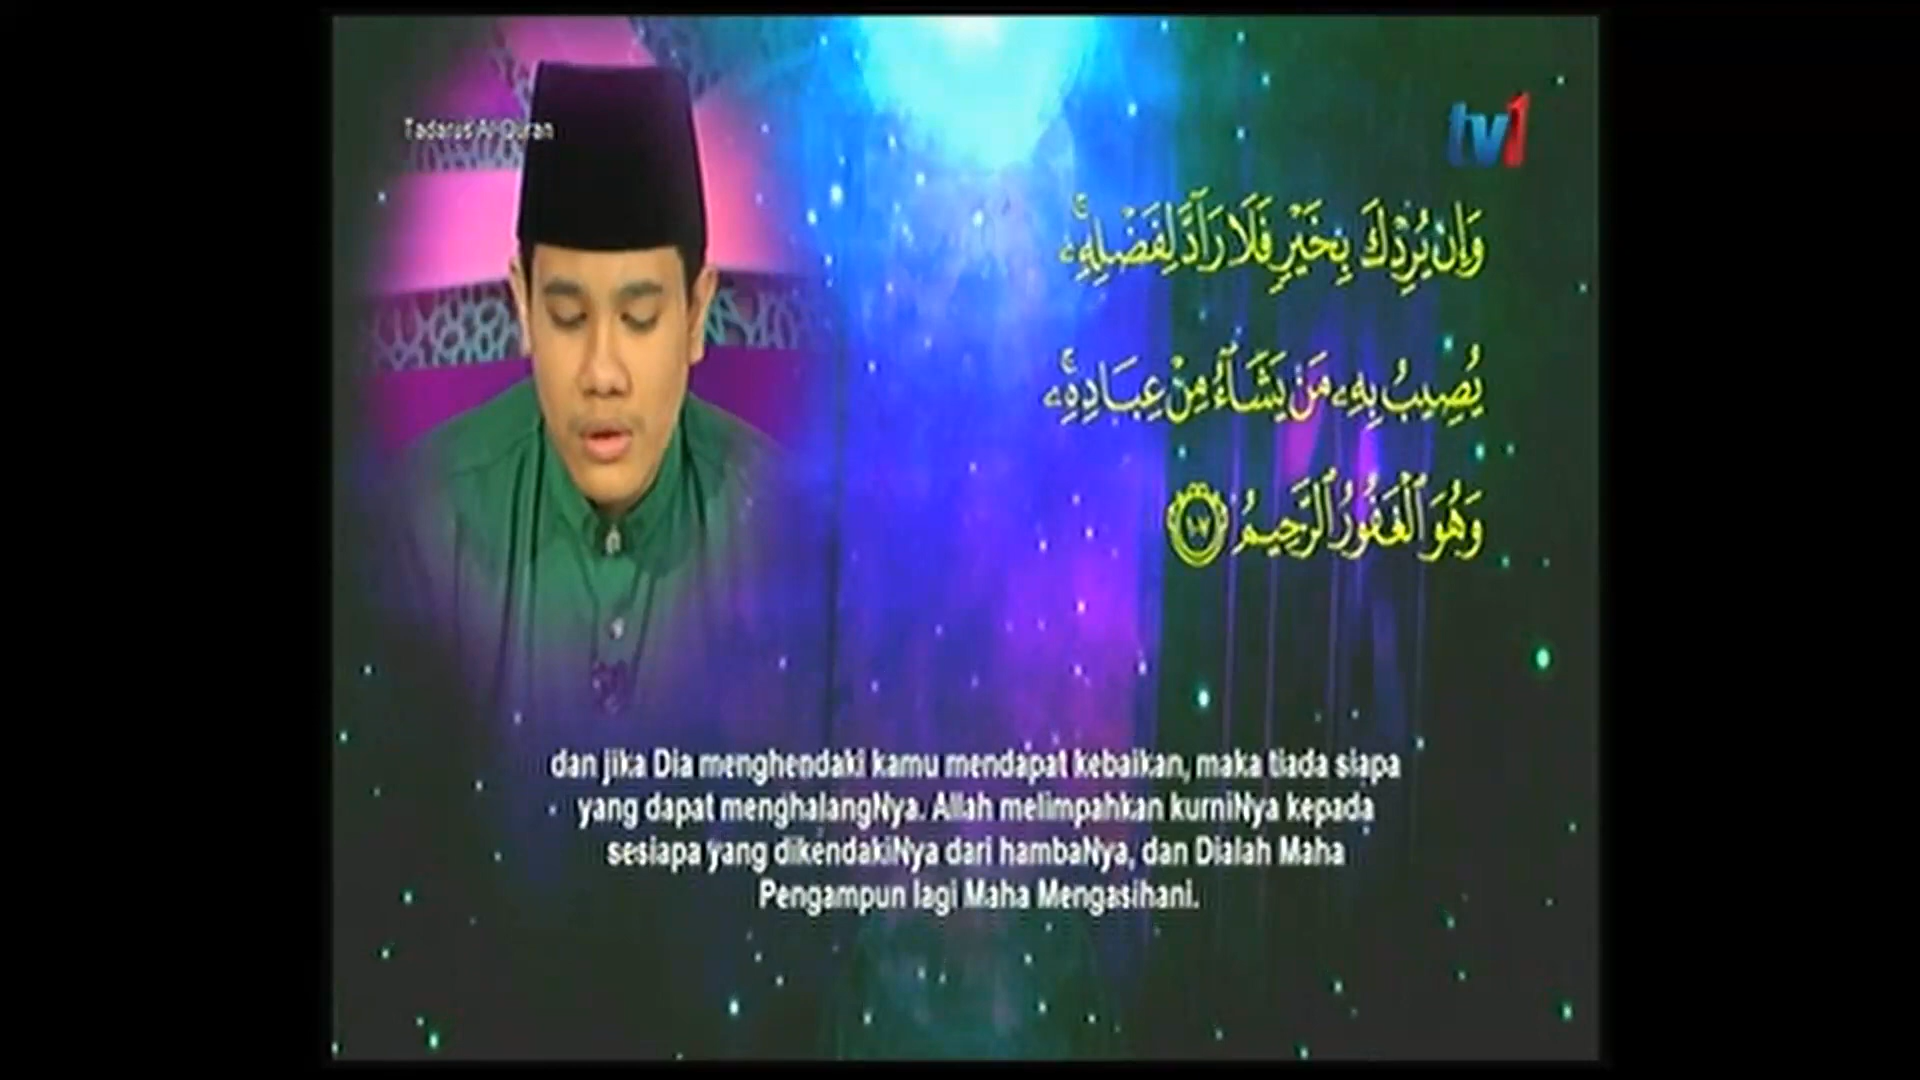 Tadarus Al-Quran
tv1
وَإِن يُرِدْكَ بِخَيْرٍ فَلَا رَآدَّ لِفَضْلِهِۦۚ
يُصِيبُ بِهِۦ مَن يَشَآءُ مِنْ عِبَادِهِۦۚ
وَهُوَ ٱلْغَفُورُ ٱلرَّحِيمُ ١٠٧
dan jika Dia menghendaki kamu mendapat kebaikan, maka tiada siapa
yang dapat menghalangNya. Allah melimpahkan kurniNya kepada
sesiapa yang dikendakiNya dari hambaNya, dan Dialah Maha
Pengampun lagi Maha Mengasihani.